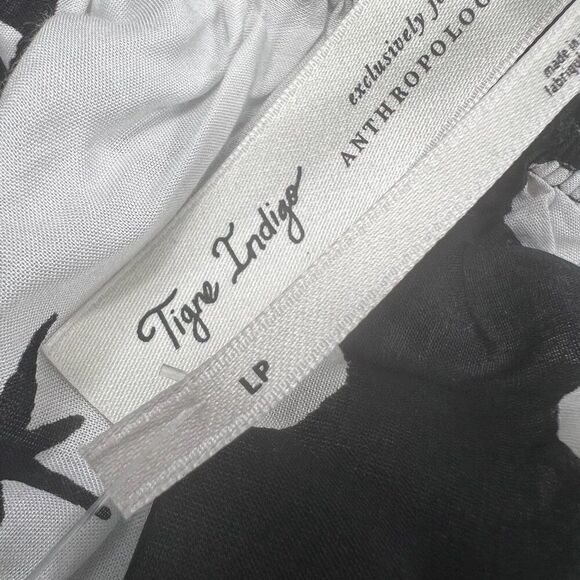 Tigre Indigo
exclusively
ANTHROPOLOG
LP
made in